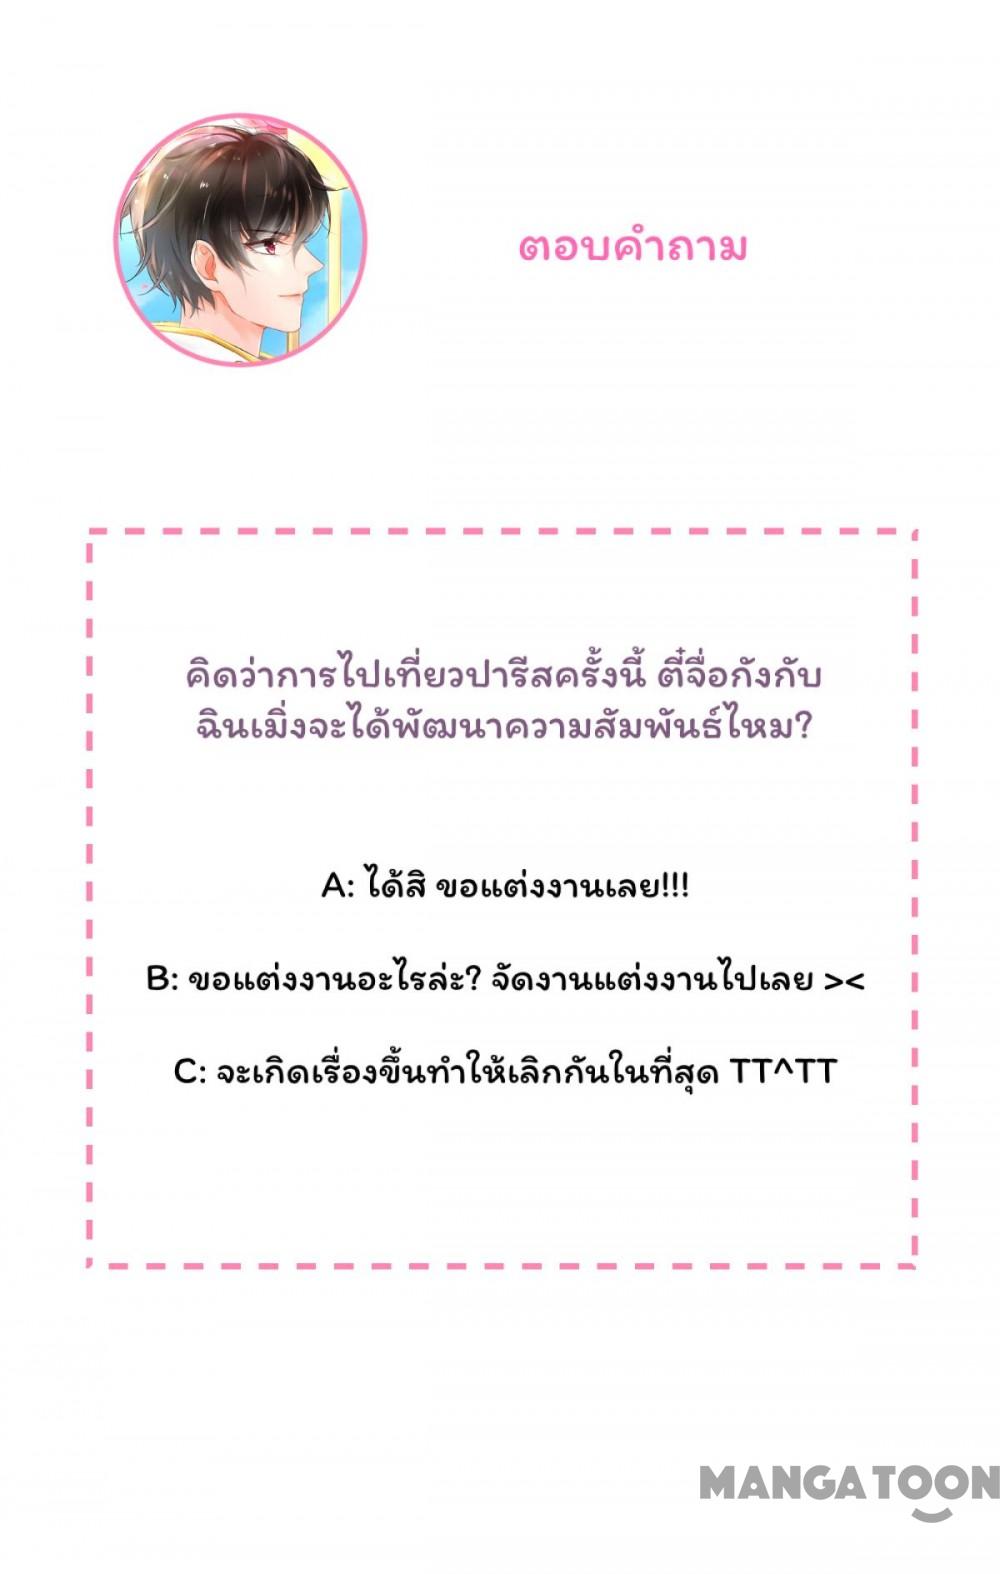 ตอบคำถาม
คิดว่าการไปเที่ยวปารีสครั้งนี้ ตี๋จื่อกังกับ
ฉินเมิ่งจะได้พัฒนาความสัมพันธ์ไหม?
A: ได้สิ ขอแต่งงานเลย!!!
B: ขอแต่งงานอะไรล่ะ? จัดงานแต่งงานไปเลย ><
C: จะเกิดเรื่องขึ้นทำให้เลิกกันในที่สุด TT^TT
MANGATOON